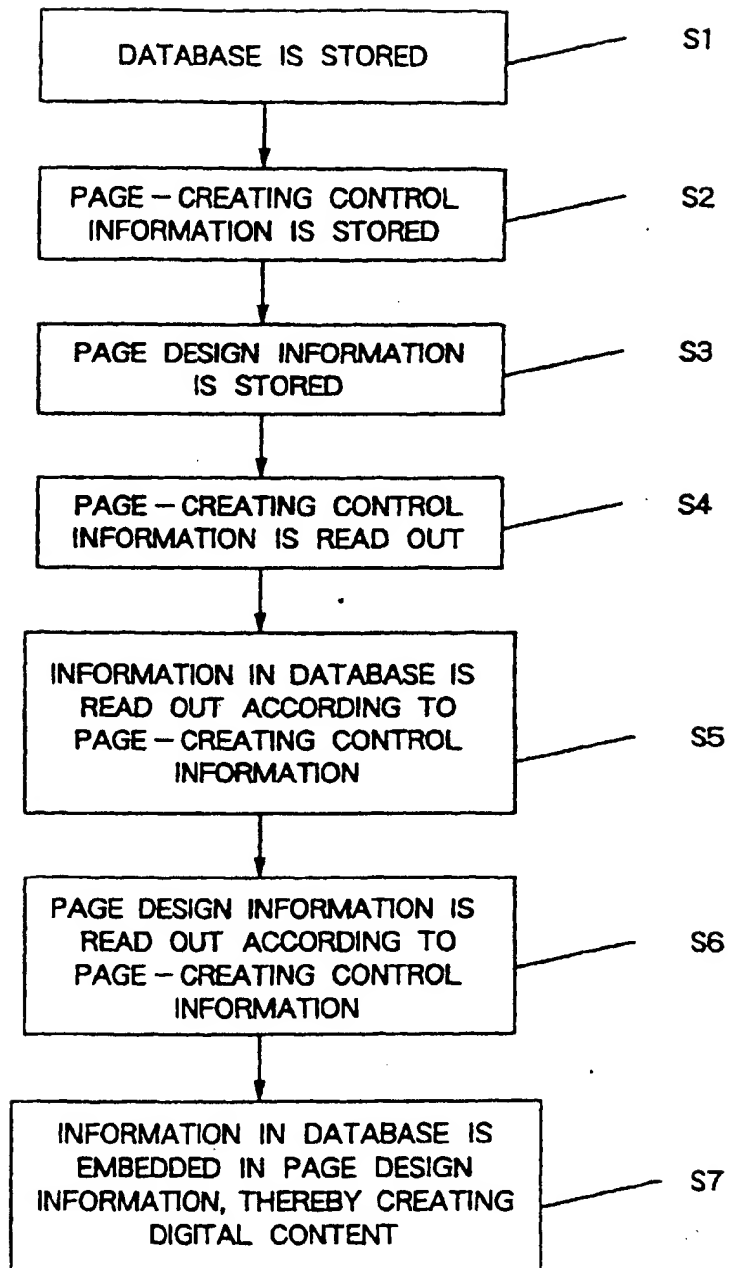 DATABASE IS STORED
S1
PAGE-CREATING CONTROL
INFORMATION IS STORED
S2
PAGE DESIGN INFORMATION
IS STORED
S3
PAGE-CREATING CONTROL
INFORMATION IS READ OUT
S4
INFORMATION IN DATABASE IS
READ OUT ACCORDING TO
PAGE-CREATING CONTROL
INFORMATION
S5
PAGE DESIGN INFORMATION IS
READ OUT ACCORDING TO
PAGE-CREATING CONTROL
INFORMATION
S6
INFORMATION IN DATABASE IS
EMBEDDED IN PAGE DESIGN
INFORMATION, THEREBY CREATING
DIGITAL CONTENT
S7